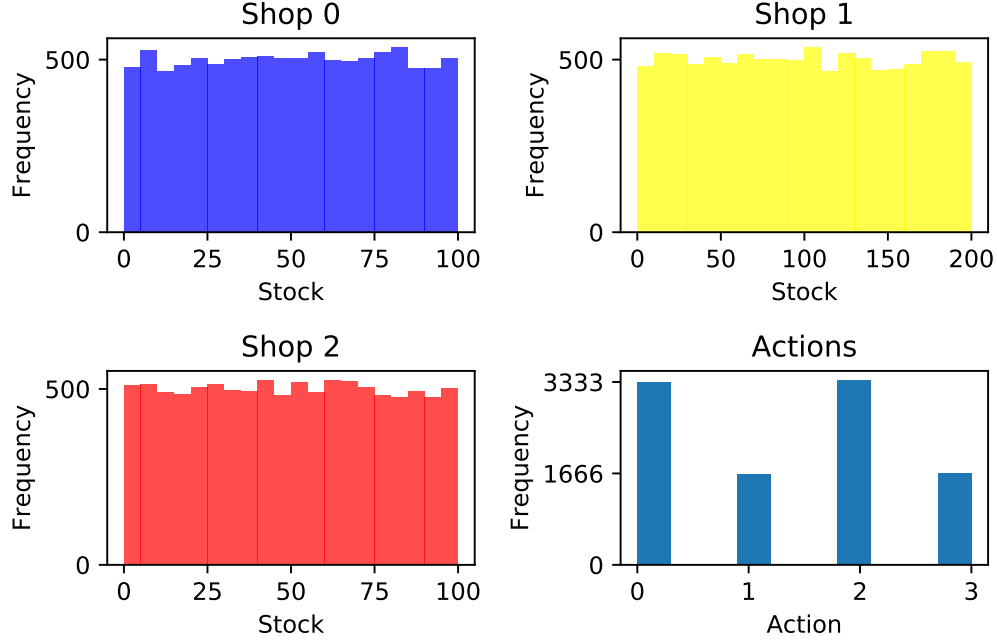 Shop 0
Frequency
500
0
0 25 50 75 100
Stock
Shop 1
Frequency
500
0
0 50 100 150 200
Stock
Shop 2
Frequency
500
0
0 25 50 75 100
Stock
Actions
Frequency
3333
1666
0
0 1 2 3
Action